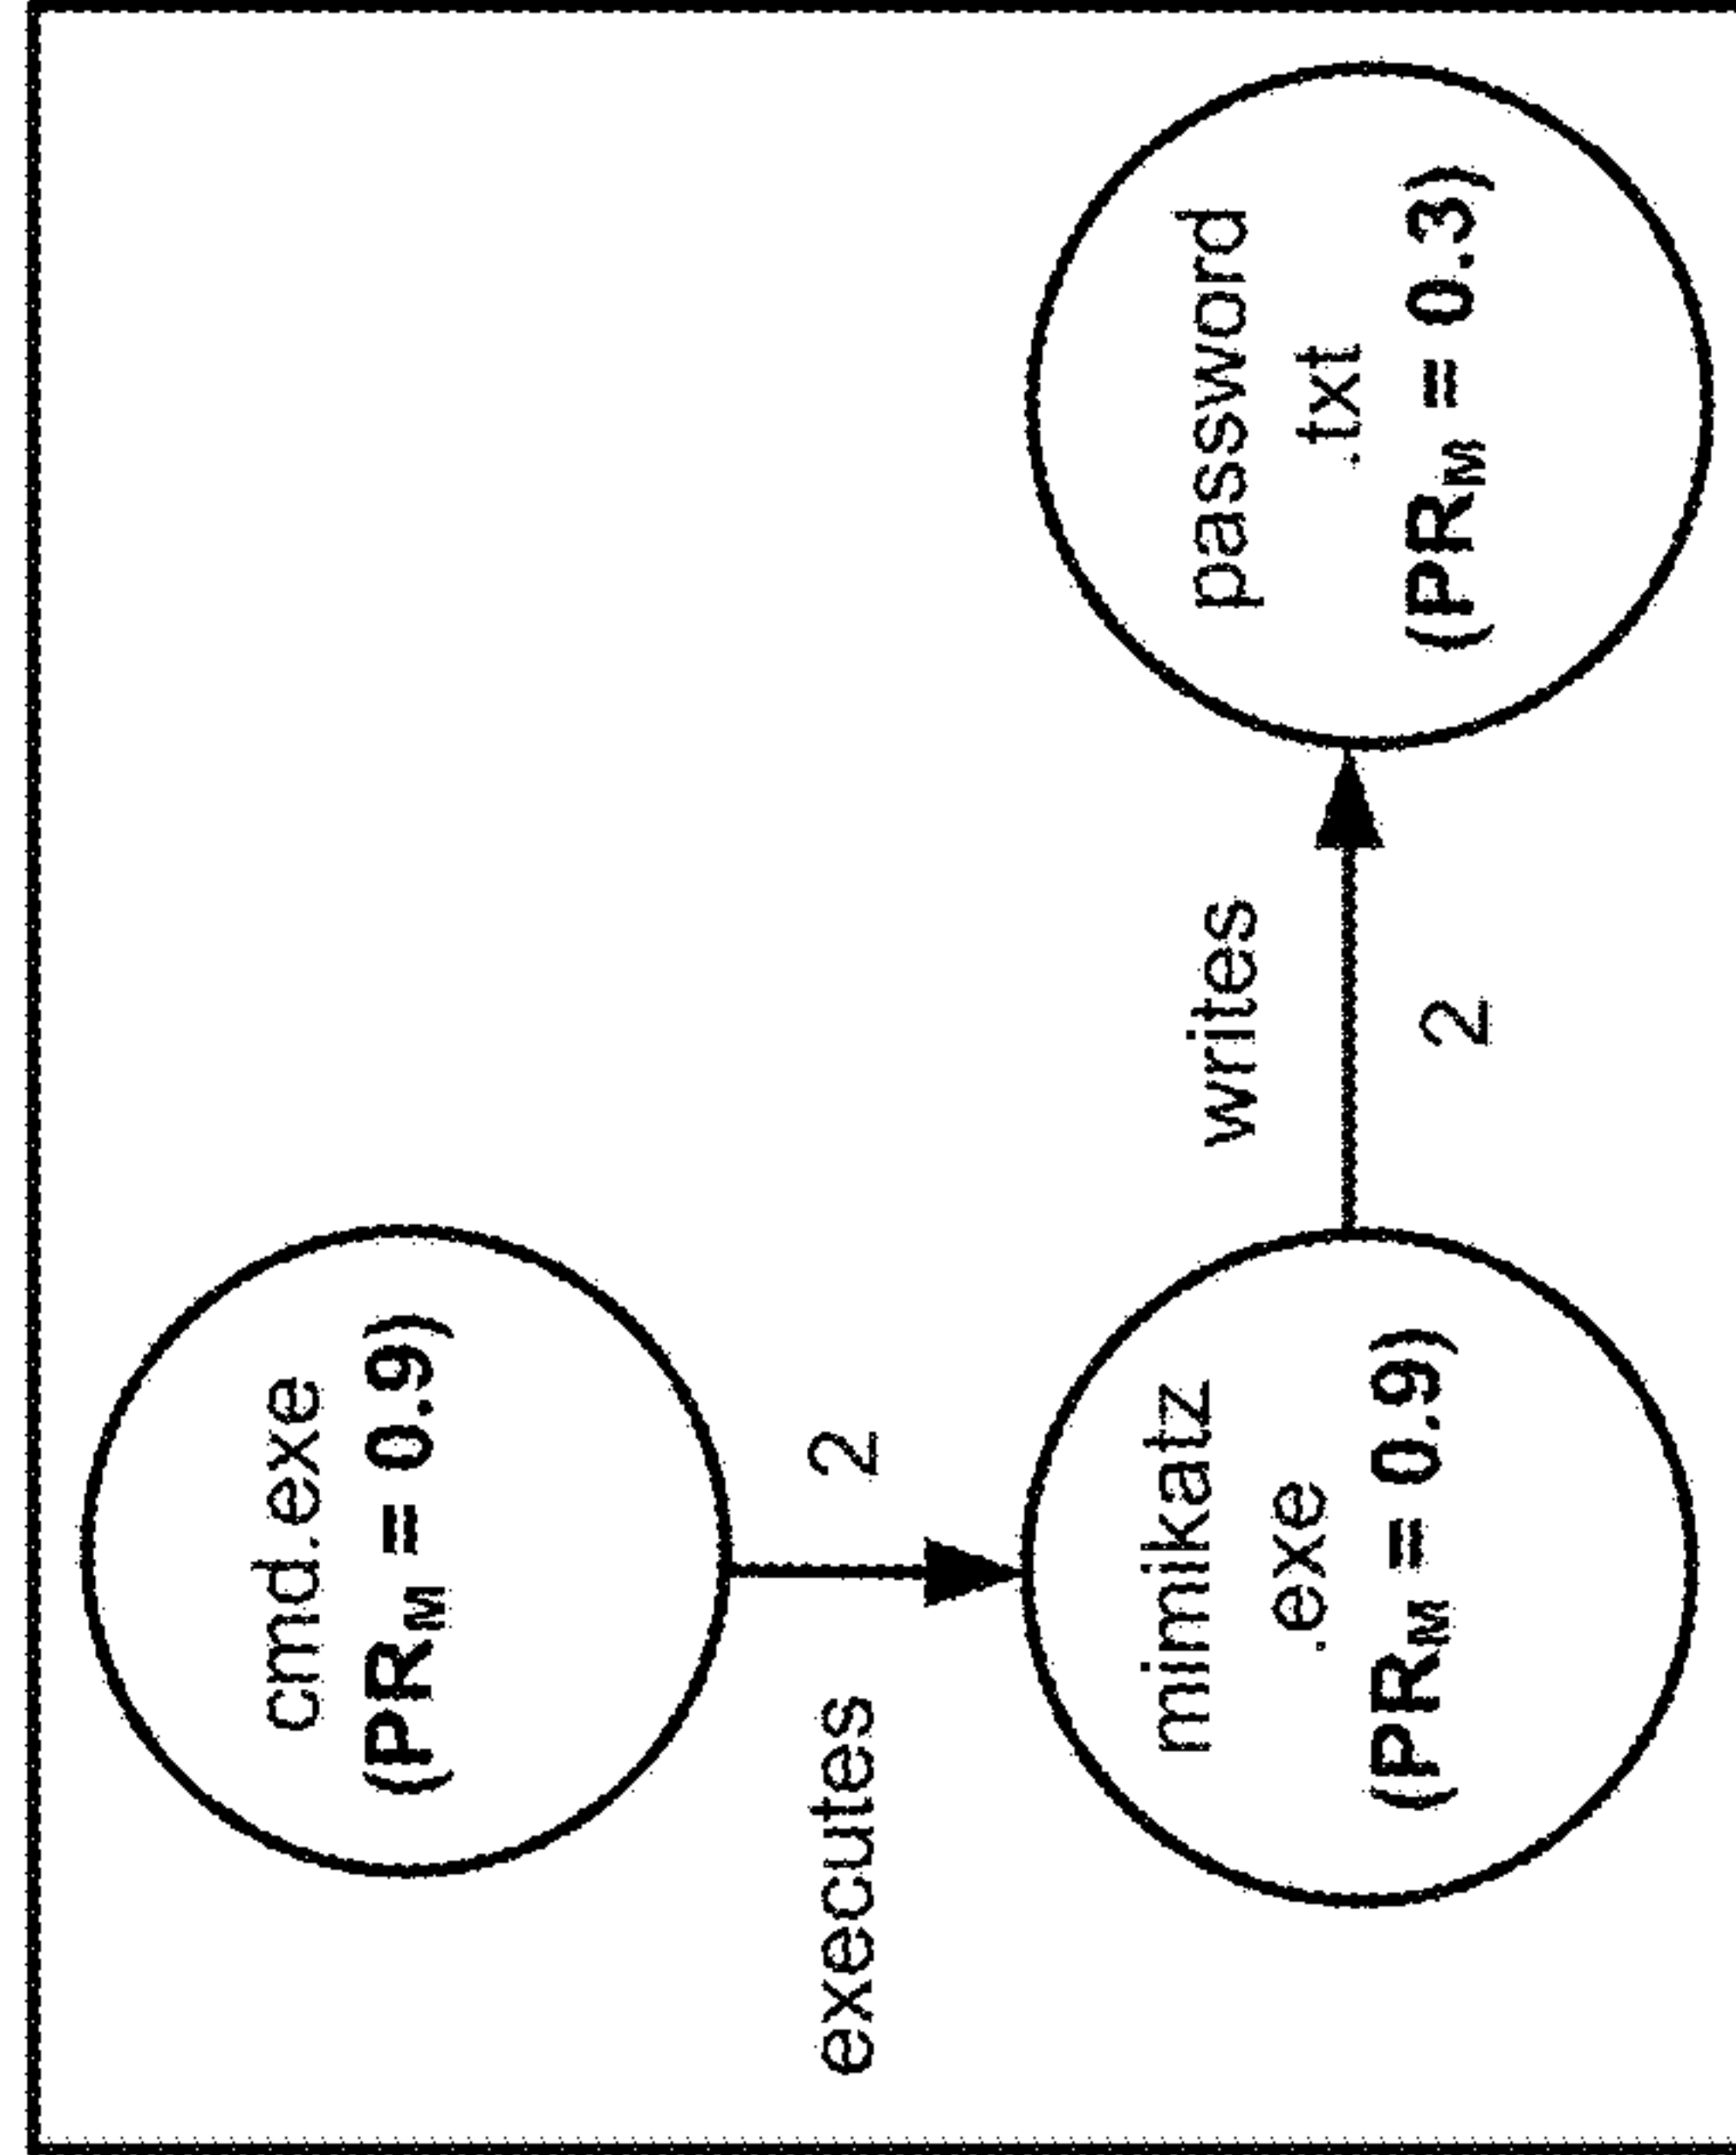 cmd.exe
(PRM = 0.9)
executes
2
mimikatz
.exe
(PRM = 0.9)
writes
2
password
.txt
(PRM = 0.3)